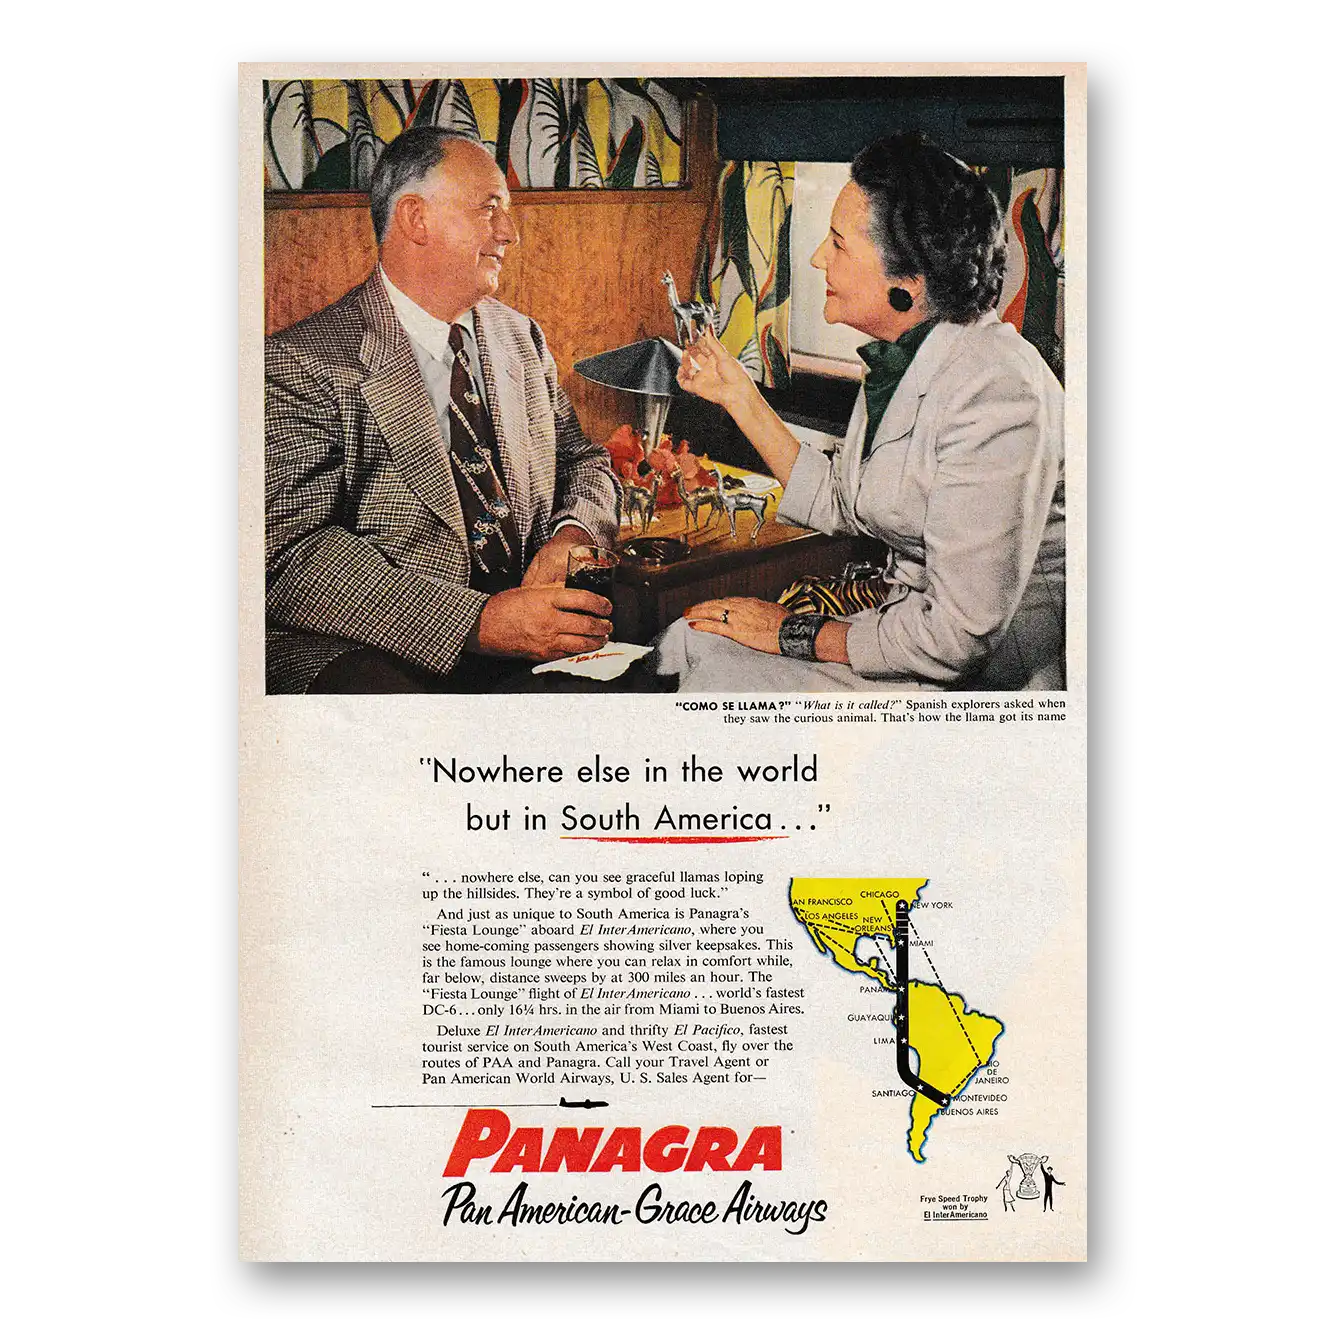 "COMO SE LLAMA?" "What is it called?" Spanish explorers asked when
they saw the curious animal. That's how the llama got its name
"Nowhere else in the world
but in South America . . ."
" . . . nowhere else, can you see graceful llamas loping
up the hillsides. They're a symbol of good luck."
And just as unique to South America is Panagra's
"Fiesta Lounge" aboard El InterAmericano, where you
see home-coming passengers showing silver keepsakes. This
is the famous lounge where you can relax in comfort while,
far below, distance sweeps by at 300 miles an hour. The
"Fiesta Lounge" flight of El InterAmericano . . . world's fastest
DC-6 . . . only 16¼ hrs. in the air from Miami to Buenos Aires.
Deluxe El InterAmericano and thrifty El Pacifico, fastest
tourist service on South America's West Coast, fly over the
routes of PAA and Panagra. Call your Travel Agent or
Pan American World Airways, U. S. Sales Agent for—
PANAGRA
Pan American-Grace Airways
CHICAGO
AN FRANCISCO
NEW YORK
LOS ANGELES
NEW
ORLEANS
MIAMI
PANAMA
GUAYAQUIL
LIMA
RIO
DE
JANEIRO
SANTIAGO
MONTEVIDEO
BUENOS AIRES
Frye Speed Trophy
won by
El InterAmericano